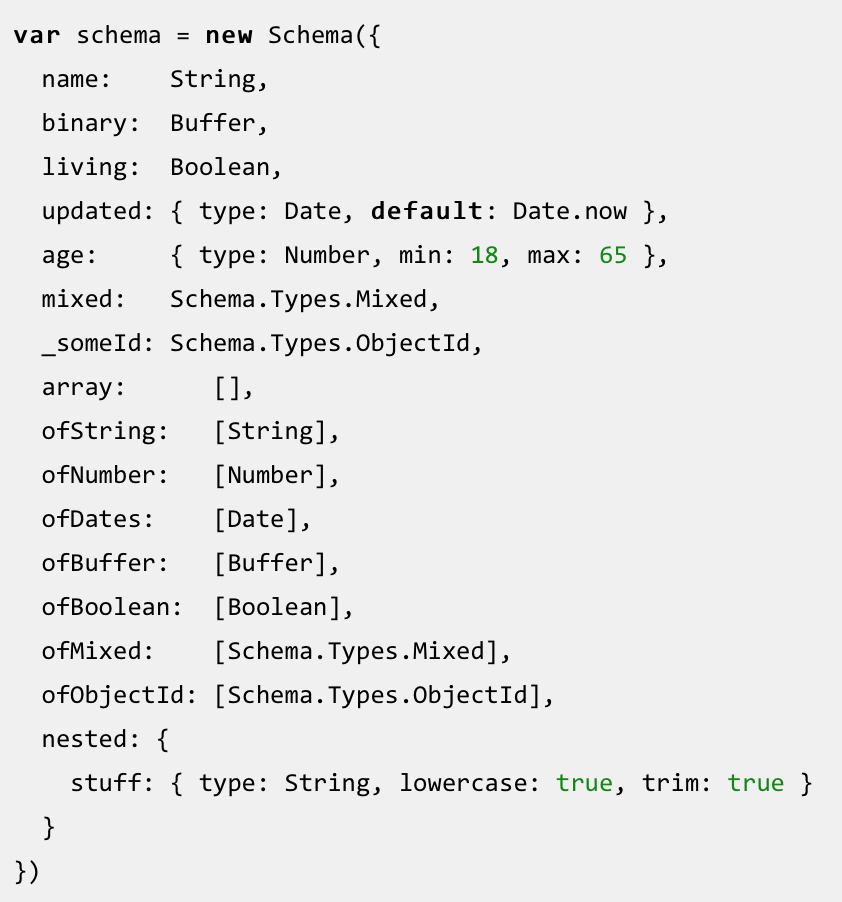 var schema = new Schema({
  name:    String,
  binary:  Buffer,
  living:  Boolean,
  updated: { type: Date, default: Date.now },
  age:     { type: Number, min: 18, max: 65 },
  mixed:   Schema.Types.Mixed,
  _someId: Schema.Types.ObjectId,
  array:      [],
  ofString:   [String],
  ofNumber:   [Number],
  ofDates:    [Date],
  ofBuffer:   [Buffer],
  ofBoolean:  [Boolean],
  ofMixed:    [Schema.Types.Mixed],
  ofObjectId: [Schema.Types.ObjectId],
  nested: {
    stuff: { type: String, lowercase: true, trim: true }
  }
})